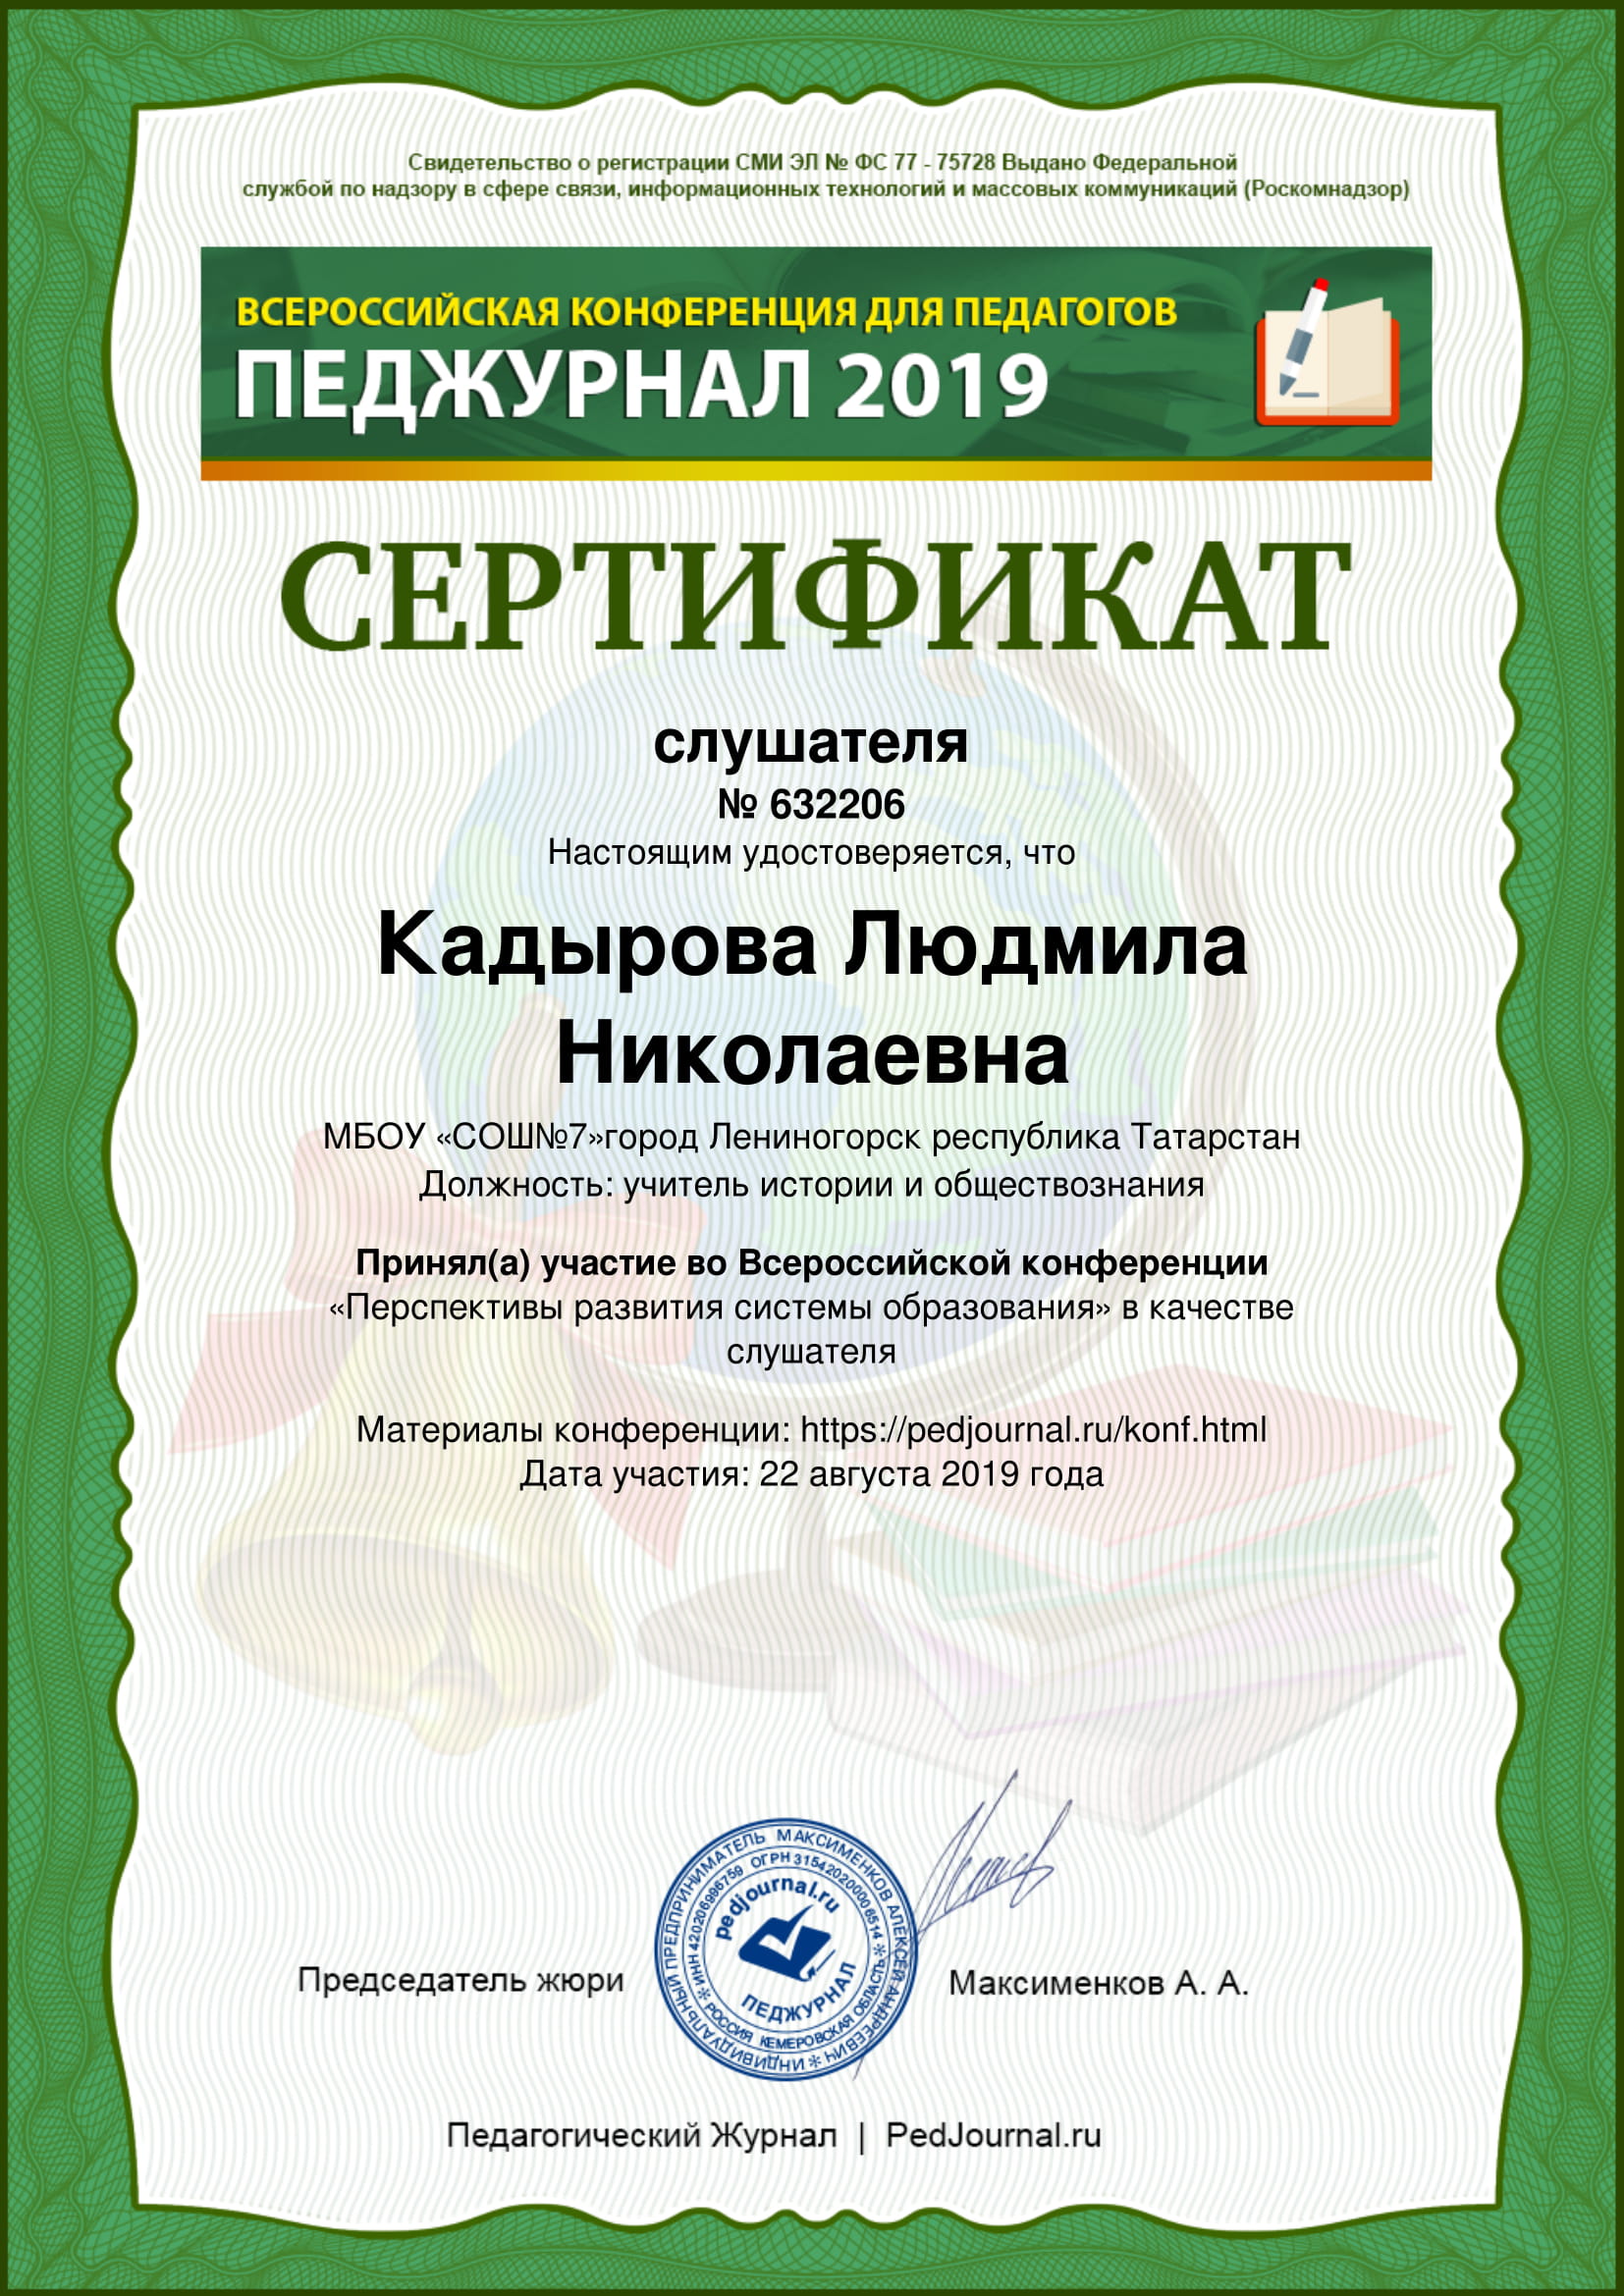 Свидетельство о регистрации СМИ ЭЛ № ФС 77 - 75728 Выдано Федеральной
службой по надзору в сфере связи, информационных технологий и массовых коммуникаций (Роскомнадзор)
ВСЕРОССИЙСКАЯ КОНФЕРЕНЦИЯ ДЛЯ ПЕДАГОГОВ
ПЕДЖУРНАЛ 2019
СЕРТИФИКАТ
слушателя
№ 632206
Настоящим удостоверяется, что
Кадырова Людмила
Николаевна
МБОУ «СОШ№7»город Лениногорск республика Татарстан
Должность: учитель истории и обществознания
Принял(а) участие во Всероссийской конференции
«Перспективы развития системы образования» в качестве
слушателя
Материалы конференции: https://pedjournal.ru/konf.html
Дата участия: 22 августа 2019 года
Председатель жюри
ИНДИВИДУАЛЬНЫЙ ПРЕДПРИНИМАТЕЛЬ МАКСИМЕНКОВ АЛЕКСЕЙ АНДРЕЕВИЧ *
ИНН 420206996759 ОГРН 315420200006514 *
РОССИЯ КЕМЕРОВСКАЯ ОБЛАСТЬ *
pedjournal.ru
ПЕДЖУРНАЛ
Максименков А. А.
Педагогический Журнал | PedJournal.ru